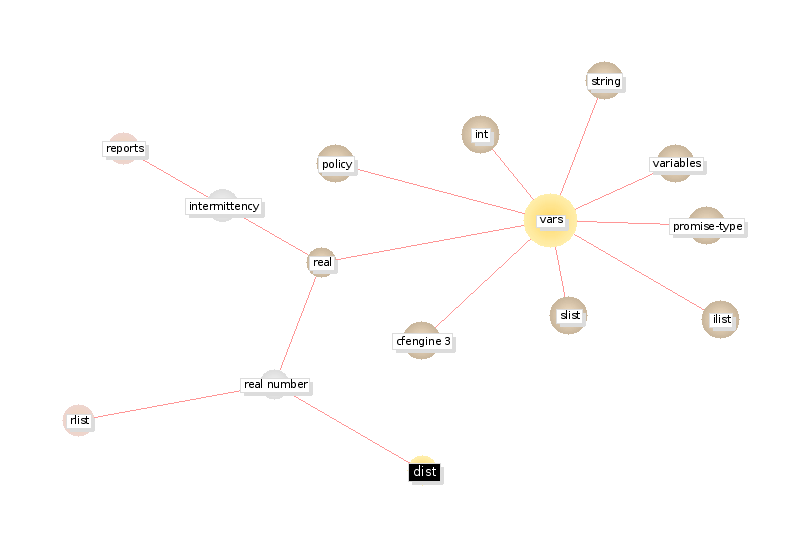 string
int
reports
policy
variables
intermittency
vars
promise-type
real
slist
ilist
cfengine 3
real number
rlist
dist